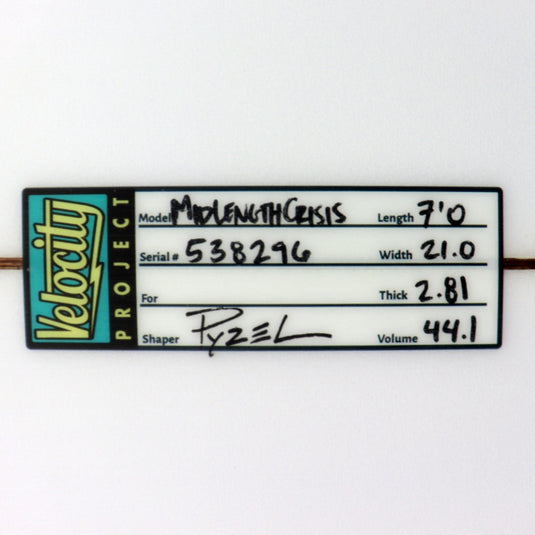 Velocity
PROJECT
Model MIDLENGTHCRISIS Length 7'0
Serial # 538296 Width 21.0
For Thick 2.81
Shaper PYZEL Volume 44.1